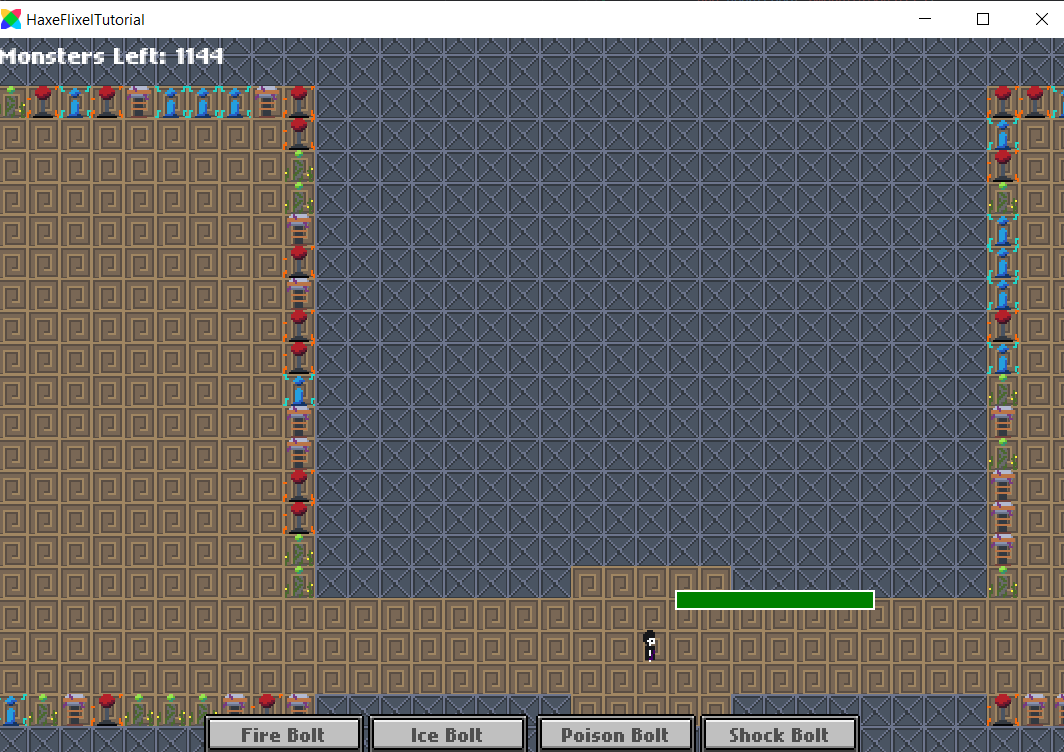 HaxeFlixelTutorial
Monsters Left: 1144
Fire Bolt
Ice Bolt
Poison Bolt
Shock Bolt